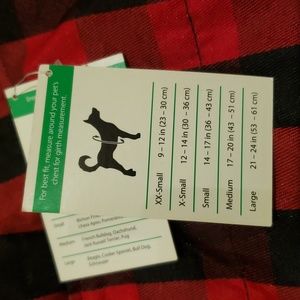 For best fit, measure around your pet's
chest for girth measurement.
XX-Small 9 – 12 in (23 – 30 cm)
X-Small 12 – 14 in (30 – 36 cm)
Small 14 – 17 in (36 – 43 cm)
Medium 17 – 20 in (43 – 51 cm)
Large 21 – 24 in (53 – 61 cm)
Small
Medium French Bulldog, Dachshund,
Jack Russell Terrier, Pug
Large Beagle, Cocker Spaniel, Bull Dog,
Schnauzer